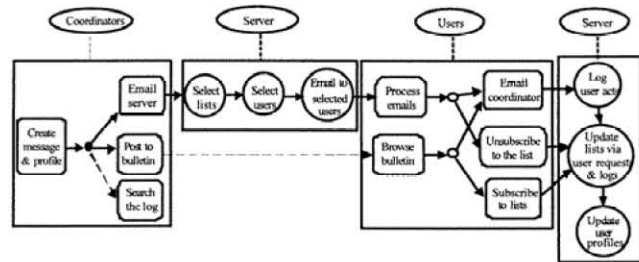 Coordinators
Server
Users
Server
Create
message
& profile
Email
server
Post to
bulletin
Search
the log
Select
lists
Select
users
Email to
selected
users
Process
emails
Browse
bulletin
Email
coordinator
Unsubscribe
to the list
Subscribe
to lists
Log
user acts
Update
lists via
user request
& logs
Update
user
profiles